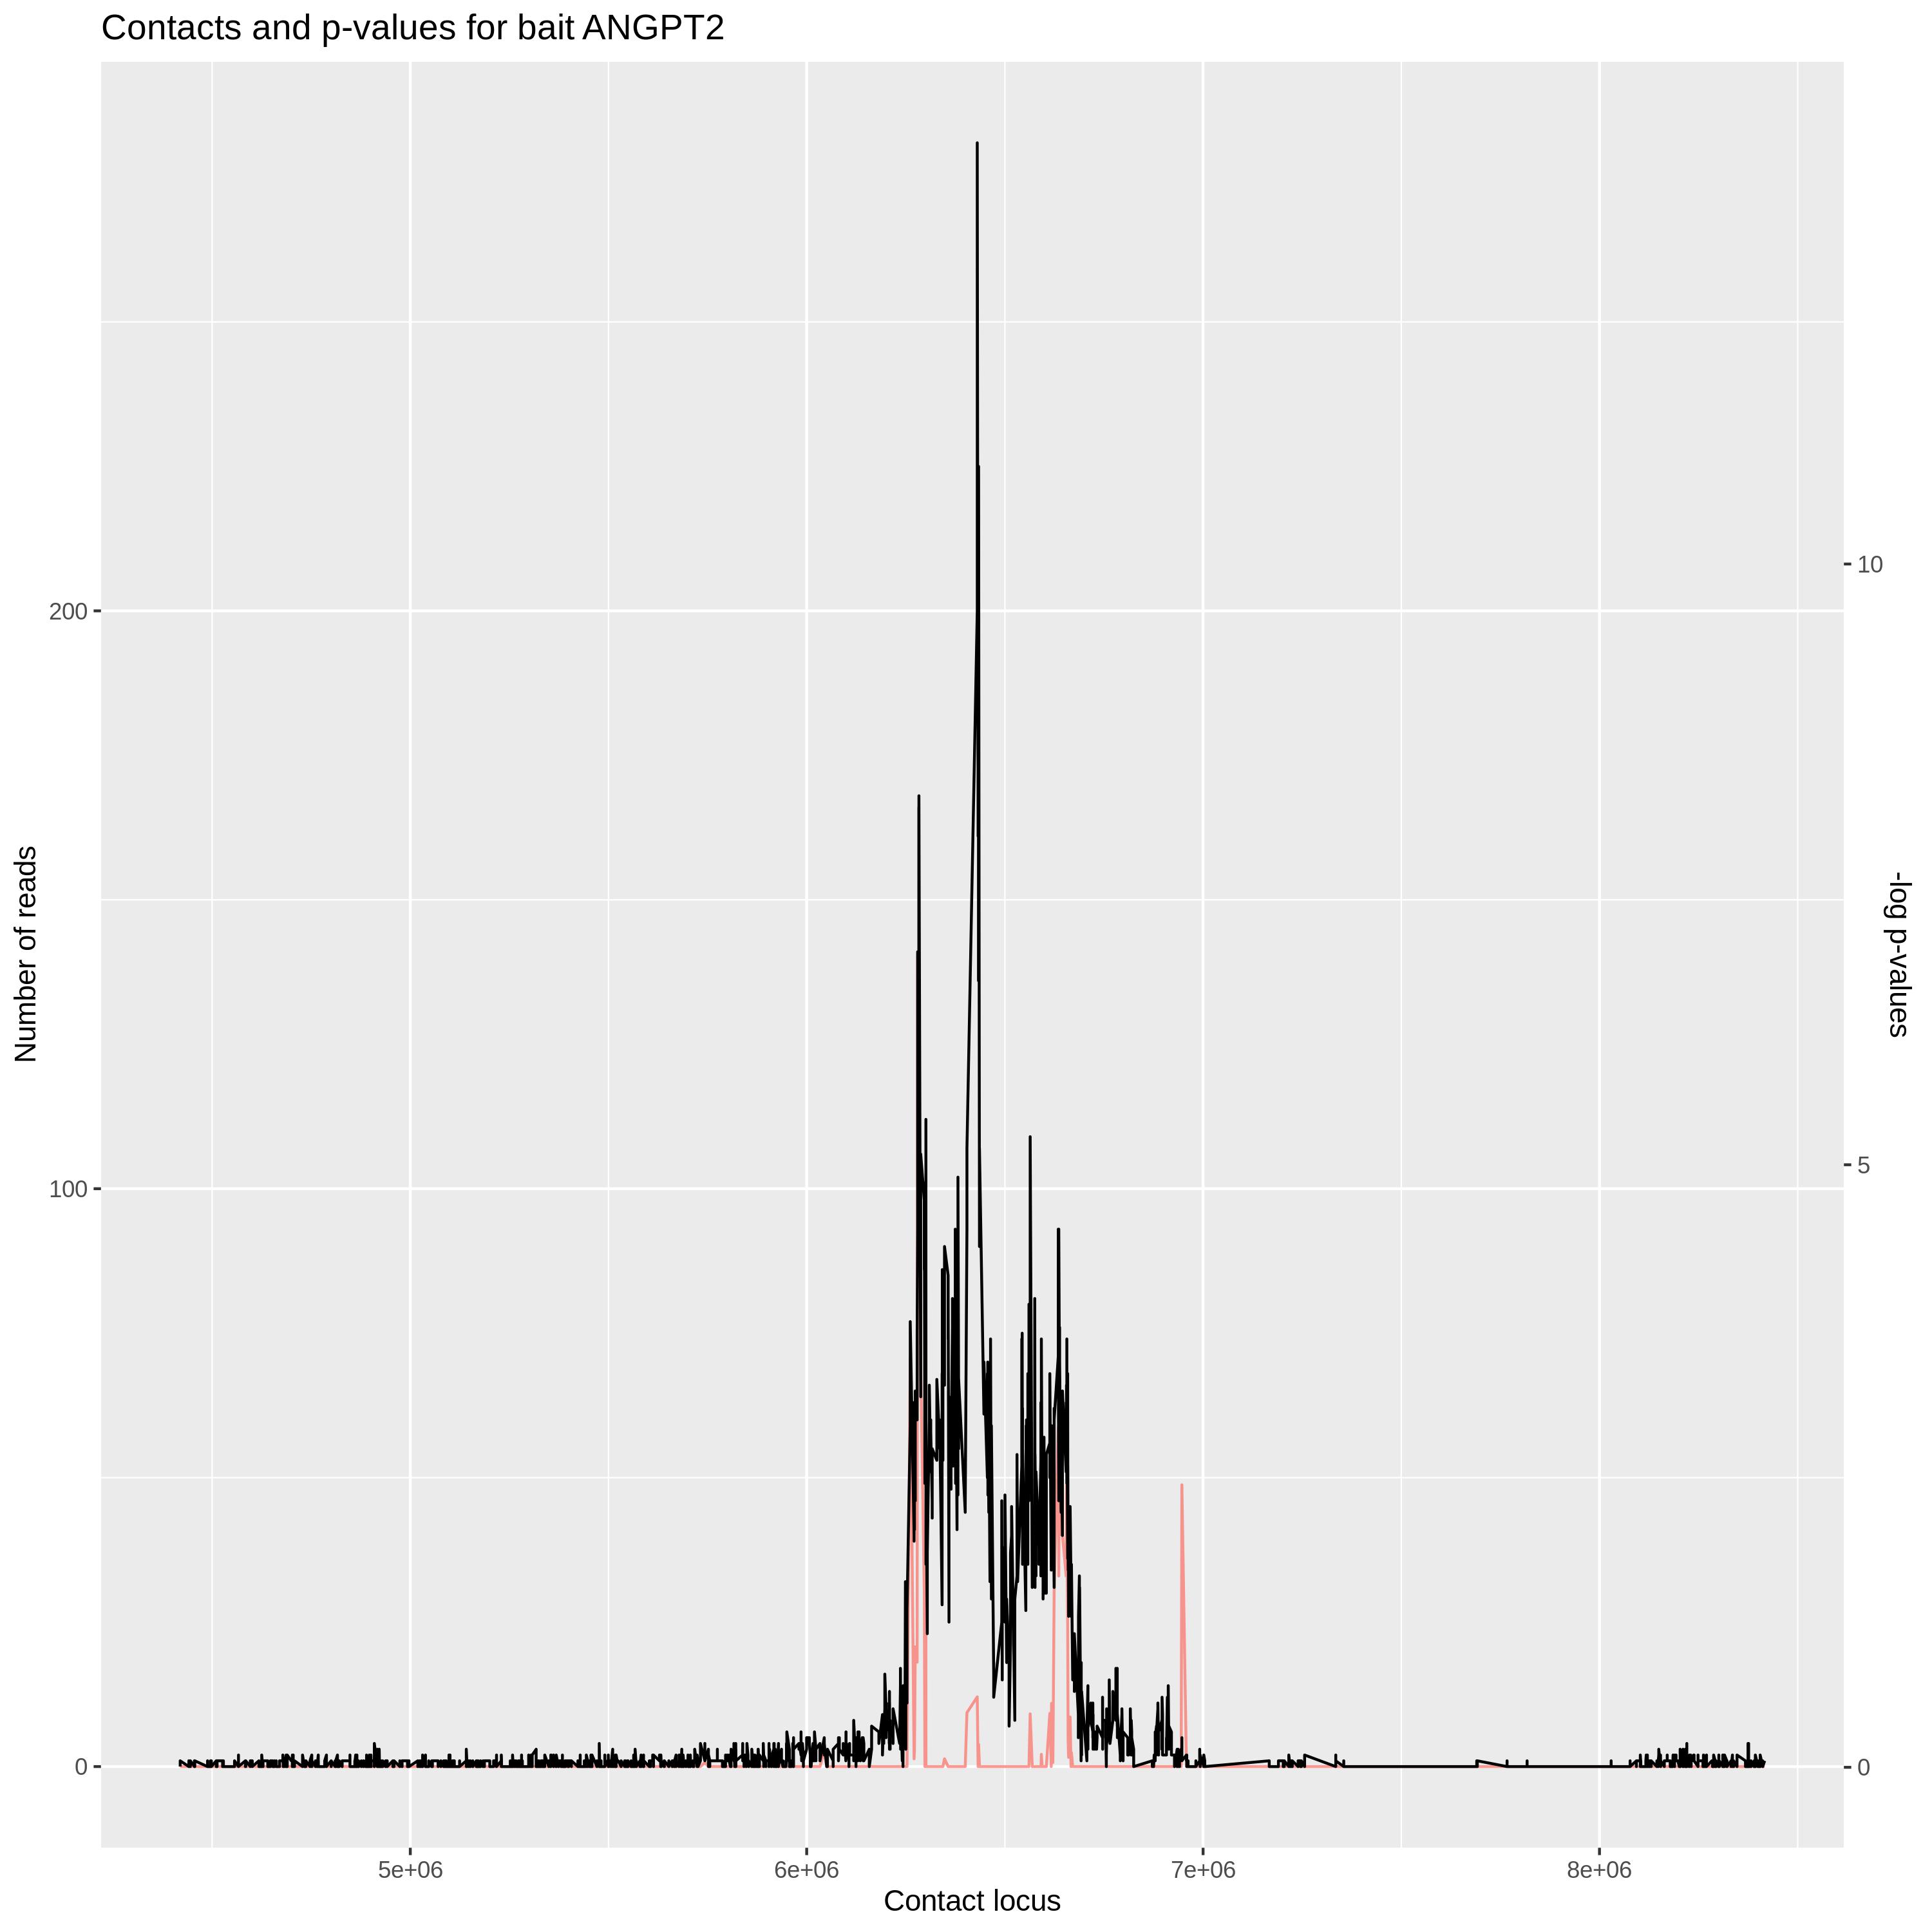 Contacts and p-values for bait ANGPT2
Number of reads
200
100
0
10
5
0
-log p-values
5e+06
6e+06
7e+06
8e+06
Contact locus